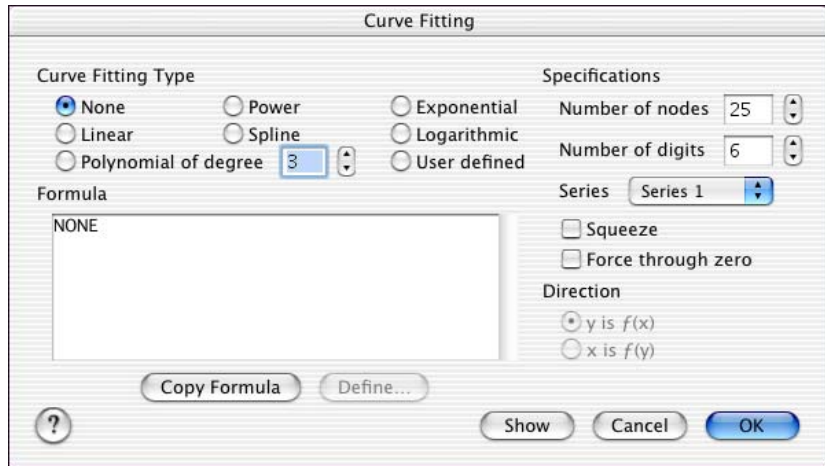 Curve Fitting
Curve Fitting Type
None
Power
Exponential
Linear
Spline
Logarithmic
Polynomial of degree 3
User defined
Formula
NONE
Copy Formula
Define...
Specifications
Number of nodes 25
Number of digits 6
Series Series 1
Squeeze
Force through zero
Direction
y is f(x)
x is f(y)
?
Show
Cancel
OK